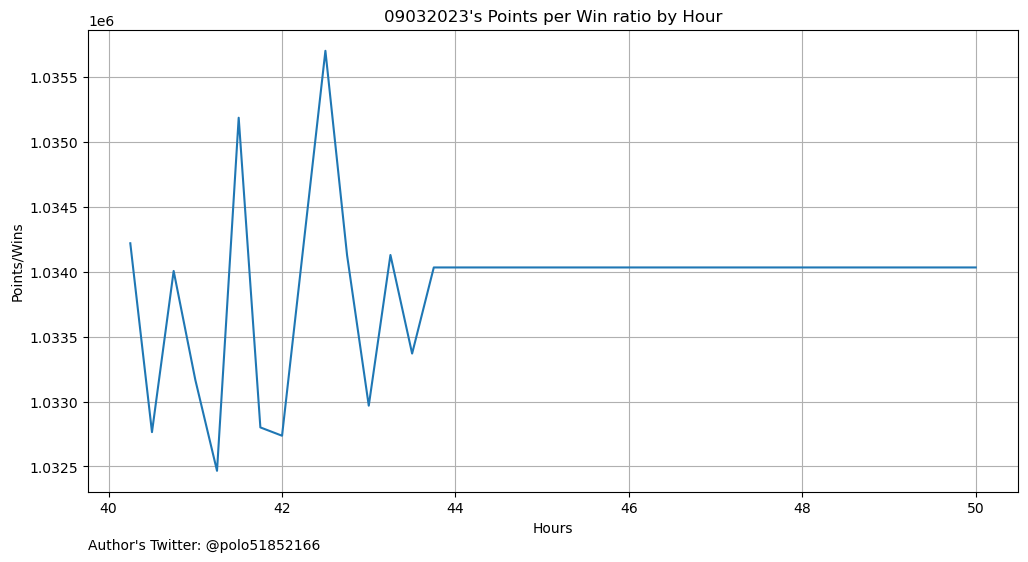 09032023's Points per Win ratio by Hour
1e6
1.0355
1.0350
1.0345
1.0340
1.0335
1.0330
1.0325
Points/Wins
40 42 44 46 48 50
Hours
Author's Twitter: @polo51852166